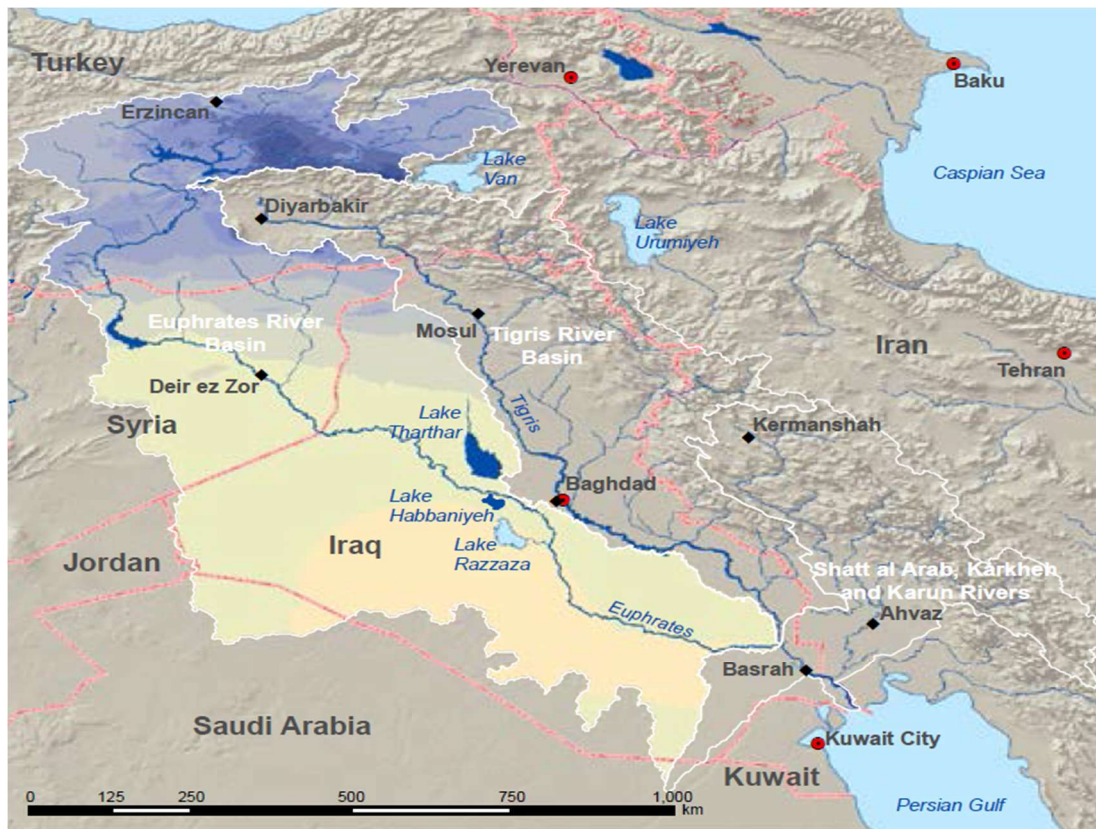 Turkey
Yerevan
Baku
Erzincan
Lake
Van
Caspian Sea
Diyarbakir
Lake
Urumiyeh
Euphrates River
Basin
Mosul
Tigris River
Basin
Iran
Tehran
Deir ez Zor
Syria
Lake
Tharthar
Tigris
Kermanshah
Baghdad
Lake
Habbaniyeh
Iraq
Lake
Razzaza
Jordan
Shatt al Arab, Karkheh
and Karun Rivers
Euphrates
Ahvaz
Basrah
Saudi Arabia
Kuwait City
Kuwait
Persian Gulf
0 125 250 500 750 1,000
km